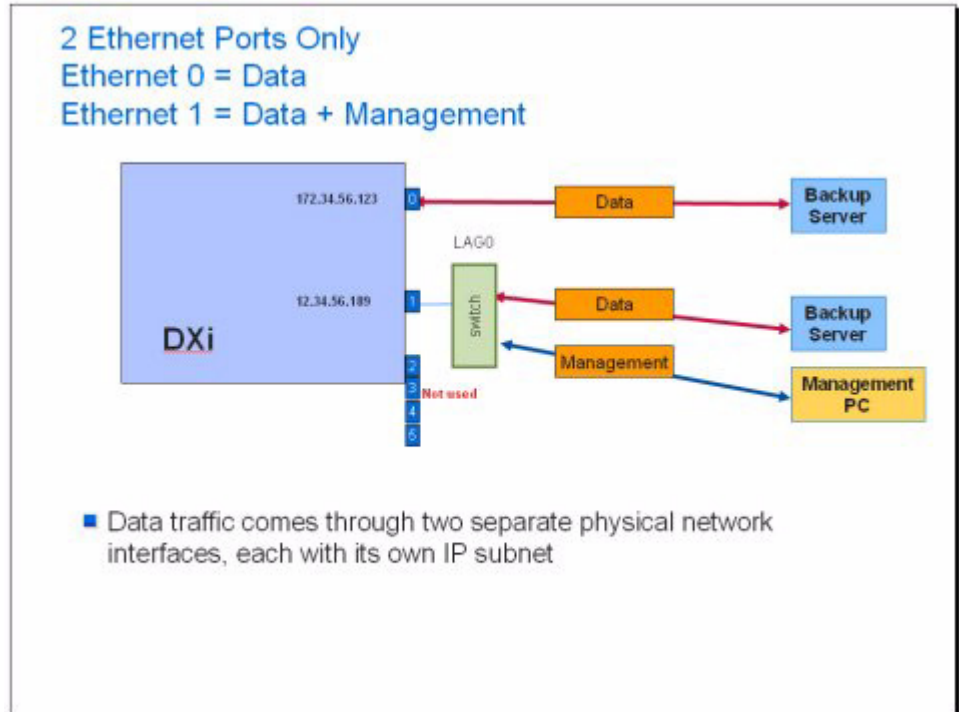 2 Ethernet Ports Only
Ethernet 0 = Data
Ethernet 1 = Data + Management
172.34.56.123
0
Data
Backup
Server
LAG0
12.34.56.189
1
switch
Data
Backup
Server
DXi
Management
Management
PC
2
3
Not used
4
5
Data traffic comes through two separate physical network
interfaces, each with its own IP subnet